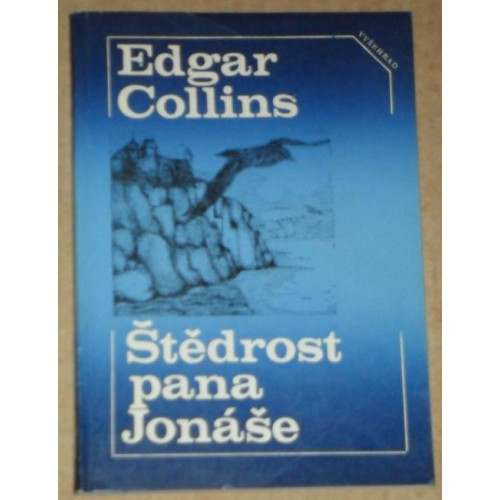 Edgar
Collins
VYŠEHRAD
Štědrost
pana
Jonáše